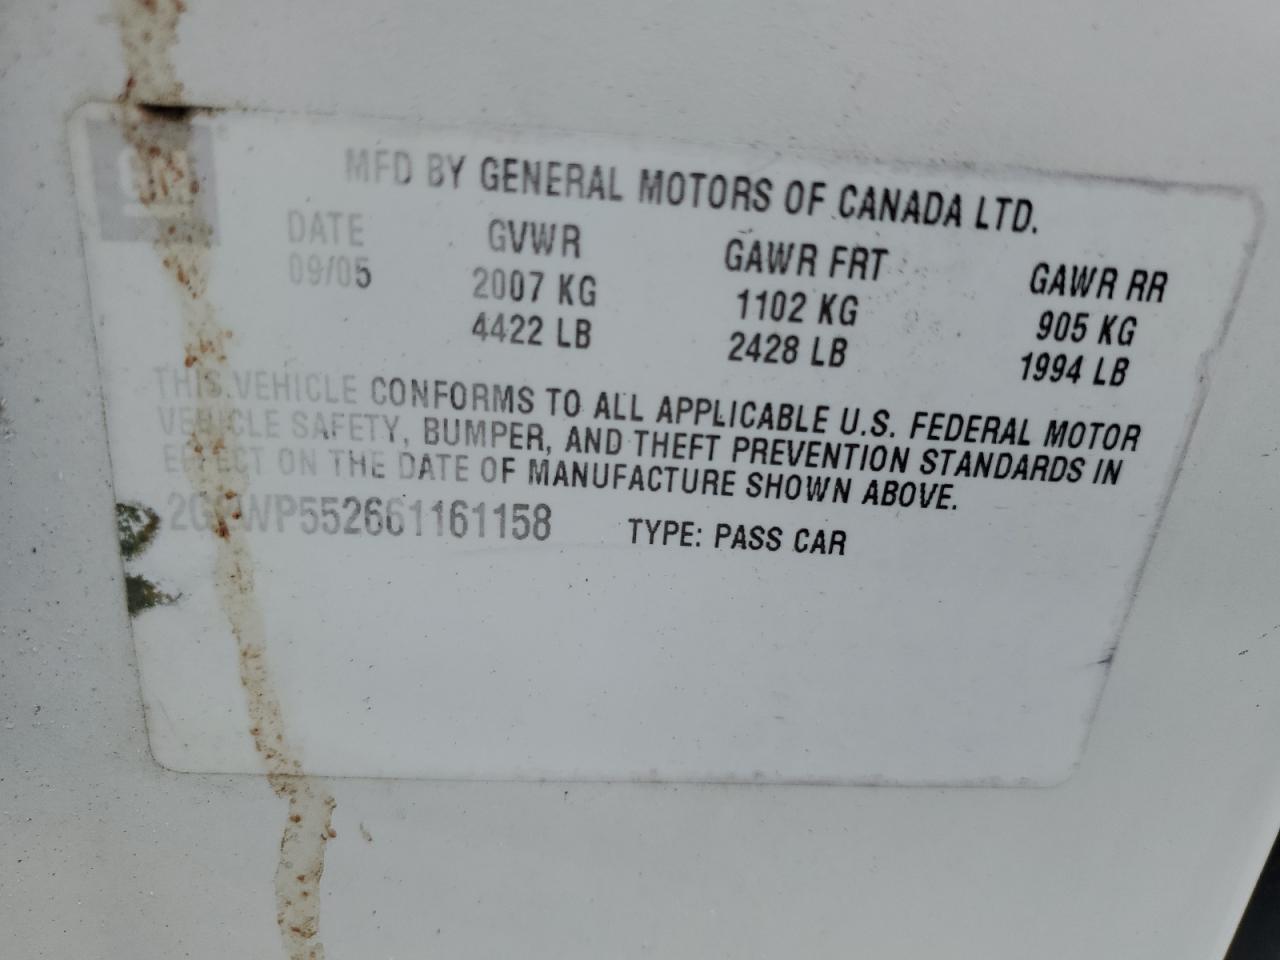 GM
MFD BY GENERAL MOTORS OF CANADA LTD.
DATE GVWR GAWR FRT GAWR RR
09/05 2007 KG 1102 KG 905 KG
4422 LB 2428 LB 1994 LB
THIS VEHICLE CONFORMS TO ALL APPLICABLE U.S. FEDERAL MOTOR
VEHICLE SAFETY, BUMPER, AND THEFT PREVENTION STANDARDS IN
EFFECT ON THE DATE OF MANUFACTURE SHOWN ABOVE.
2G2WP552661161158 TYPE: PASS CAR